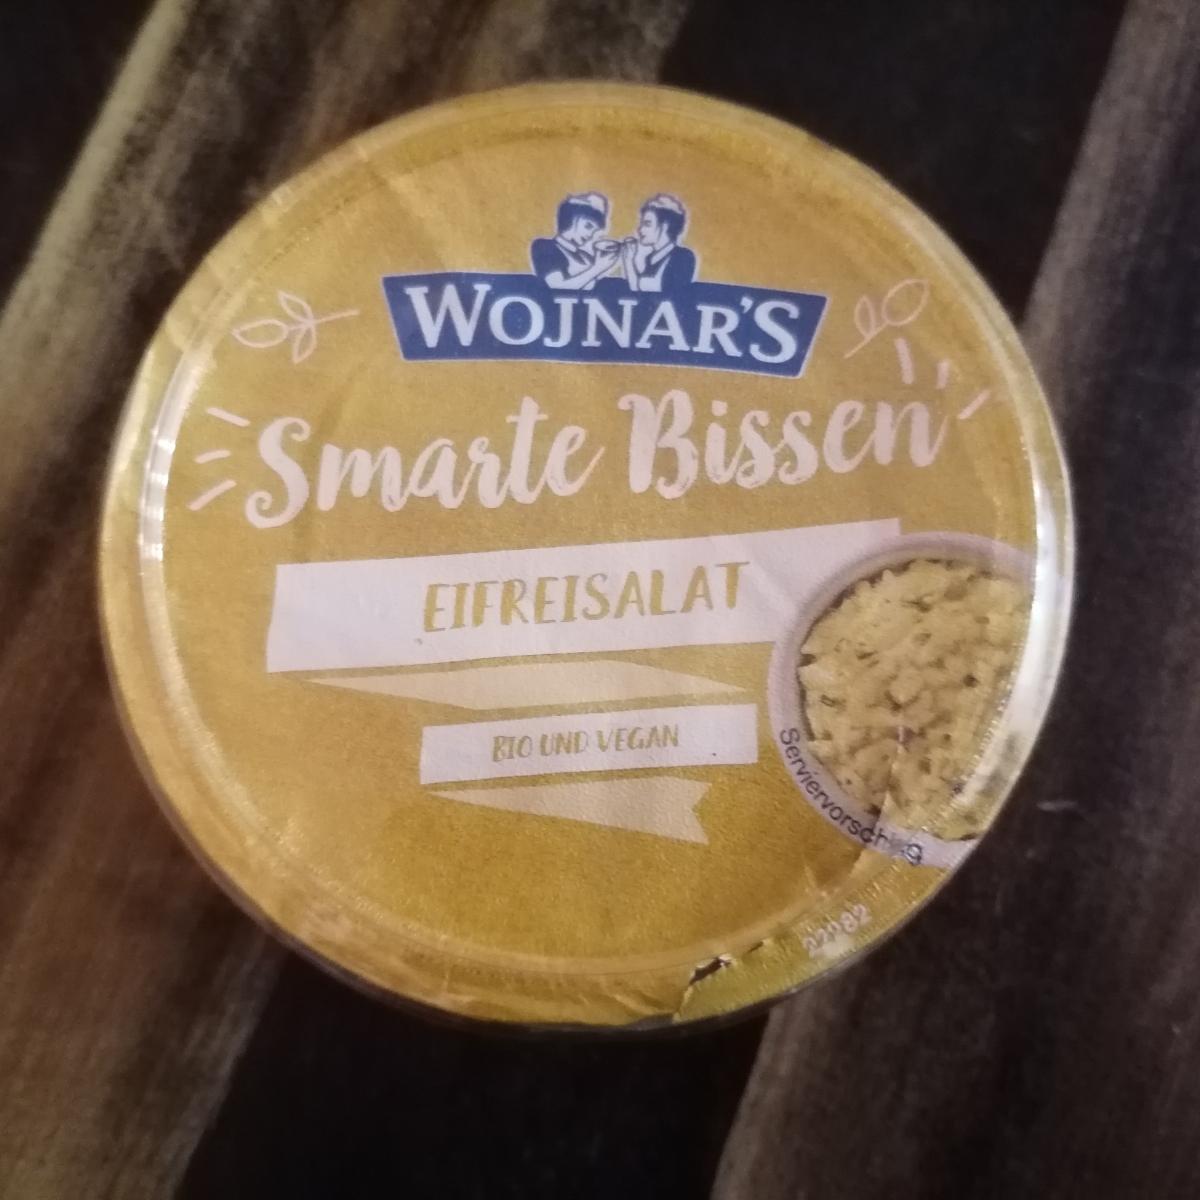 WOJNAR'S
Smarte Bissen
EIFREISALAT
BIO UND VEGAN
Serviervorschlag